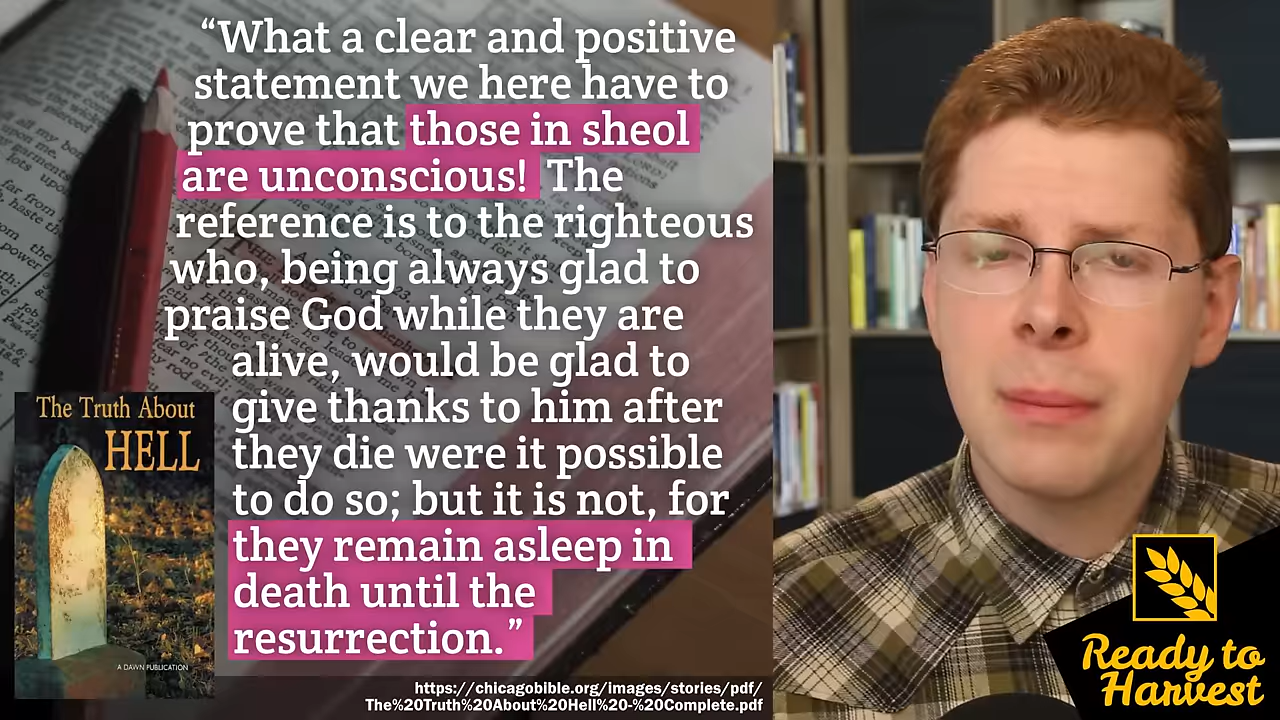 “What a clear and positive
statement we here have to
prove that those in sheol
are unconscious! The
reference is to the righteous
who, being always glad to
praise God while they are
alive, would be glad to
give thanks to him after
they die were it possible
to do so; but it is not, for
they remain asleep in
death until the
resurrection.”
The Truth About
HELL
A DAWN PUBLICATION
https://chicagobible.org/images/stories/pdf/
The%20Truth%20About%20Hell%20-%20Complete.pdf
Ready to
Harvest